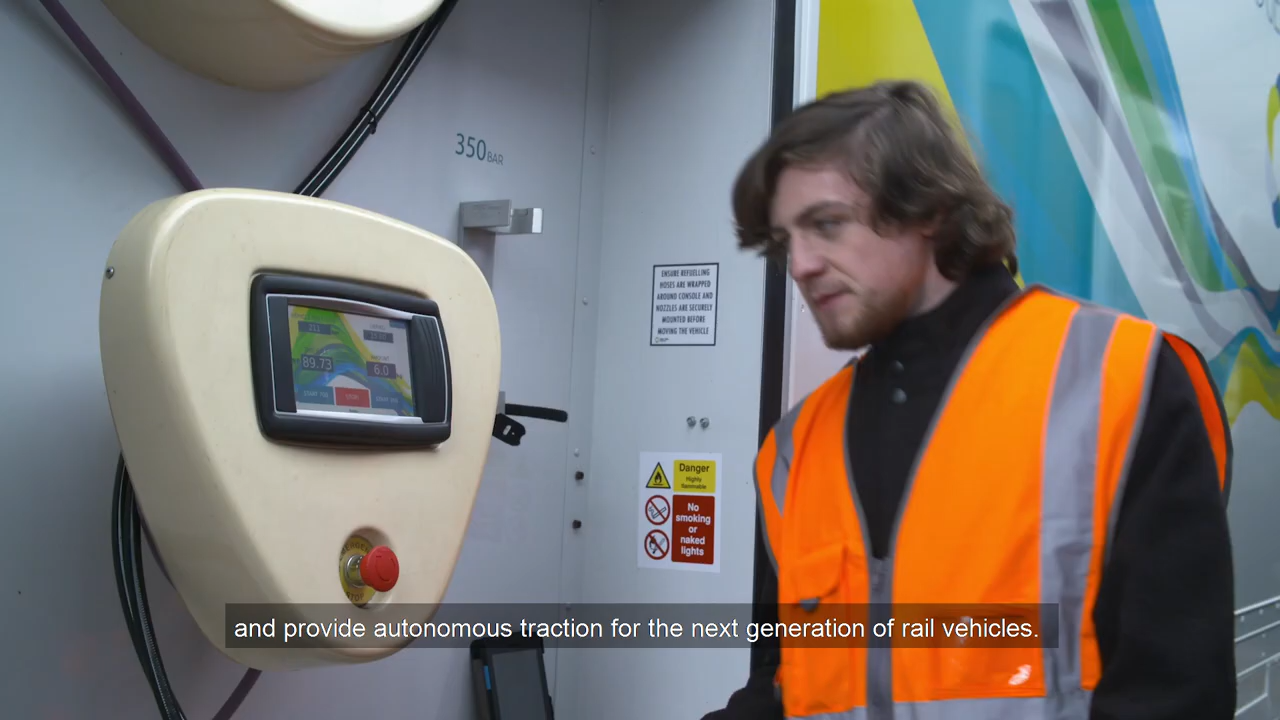 350 BAR
ENSURE REFUELLING
HOSES ARE WRAPPED
AROUND CONSOLE AND
NOZZLES ARE SECURELY
MOUNTED BEFORE
MOVING THE VEHICLE
89.73
6.0
STOP
Danger
Highly
flammable
No
smoking
or
naked
lights
and provide autonomous traction for the next generation of rail vehicles.